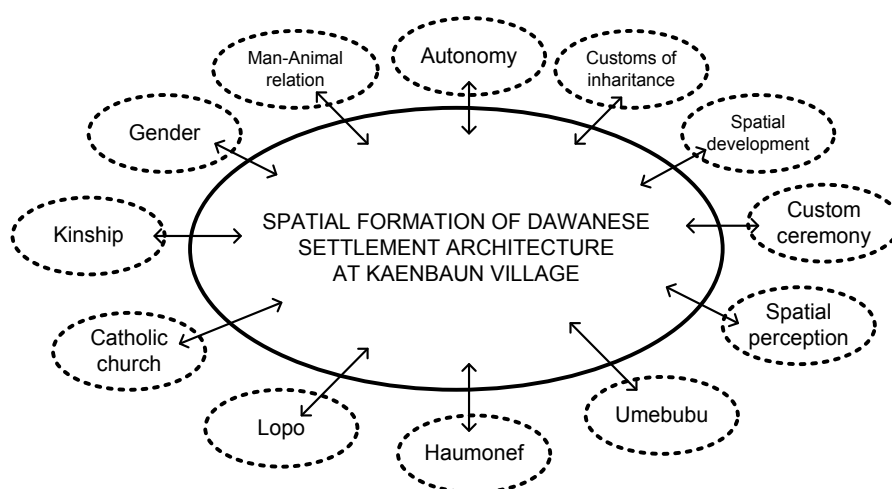 Man-Animal
relation
Autonomy
Customs of
inharitance
Gender
Spatial
development
Kinship
SPATIAL FORMATION OF DAWANESE
SETTLEMENT ARCHITECTURE
AT KAENBAUN VILLAGE
Custom
ceremony
Catholic
church
Spatial
perception
Lopo
Haumonef
Umebubu